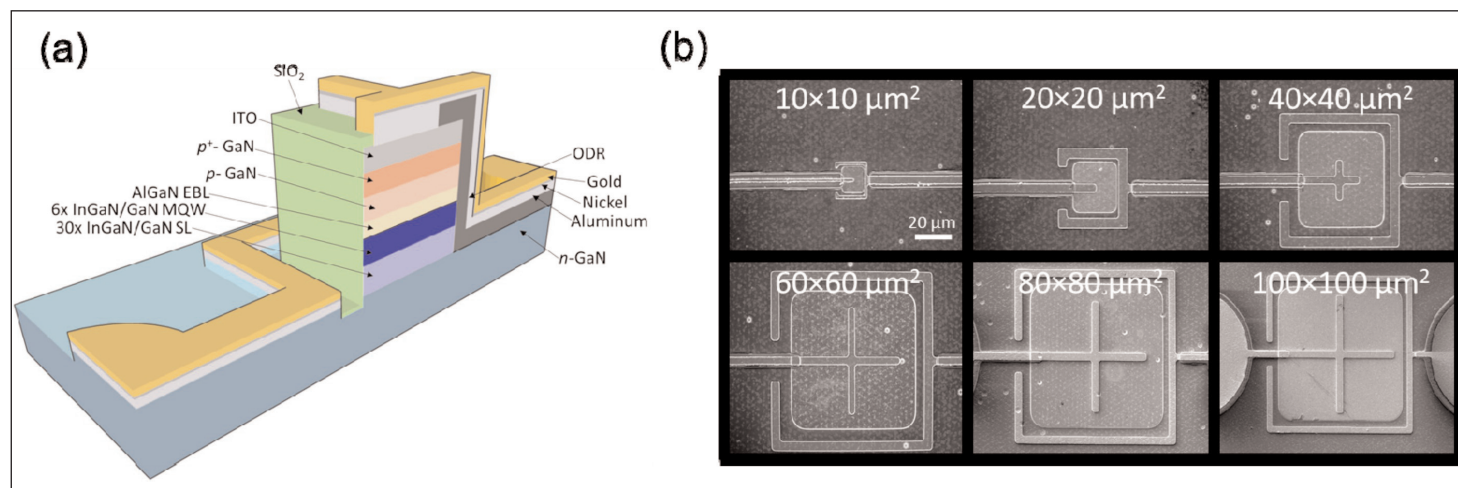 (a)
SiO₂
ITO
p⁺- GaN
p- GaN
AlGaN EBL
6x InGaN/GaN MQW
30x InGaN/GaN SL
ODR
Gold
Nickel
Aluminum
n-GaN
(b)
10×10 µm²
20×20 µm²
40×40 µm²
20 µm
60×60 µm²
80×80 µm²
100×100 µm²